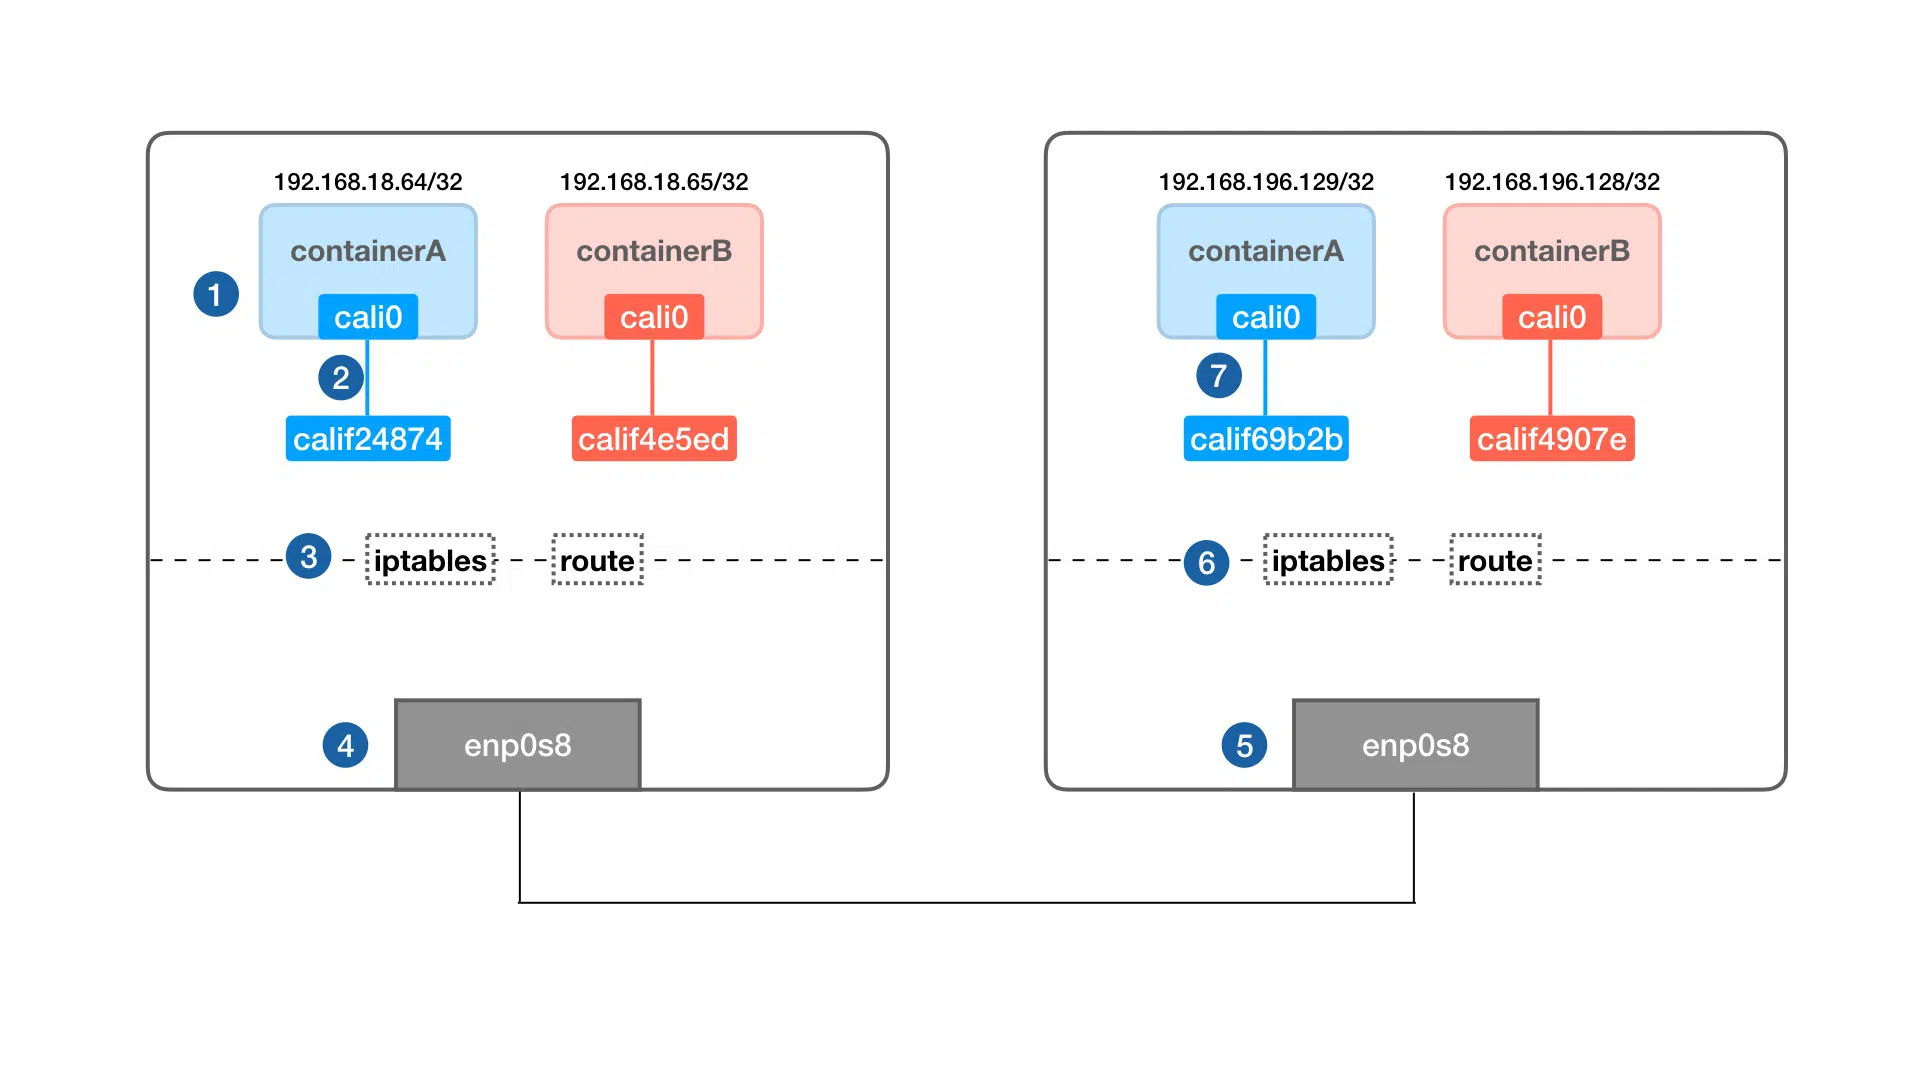 192.168.18.64/32
192.168.18.65/32
containerA
containerB
1
cali0
cali0
2
calif24874
calif4e5ed
3
iptables
route
4
enp0s8
192.168.196.129/32
192.168.196.128/32
containerA
containerB
cali0
cali0
7
calif69b2b
calif4907e
6
iptables
route
5
enp0s8